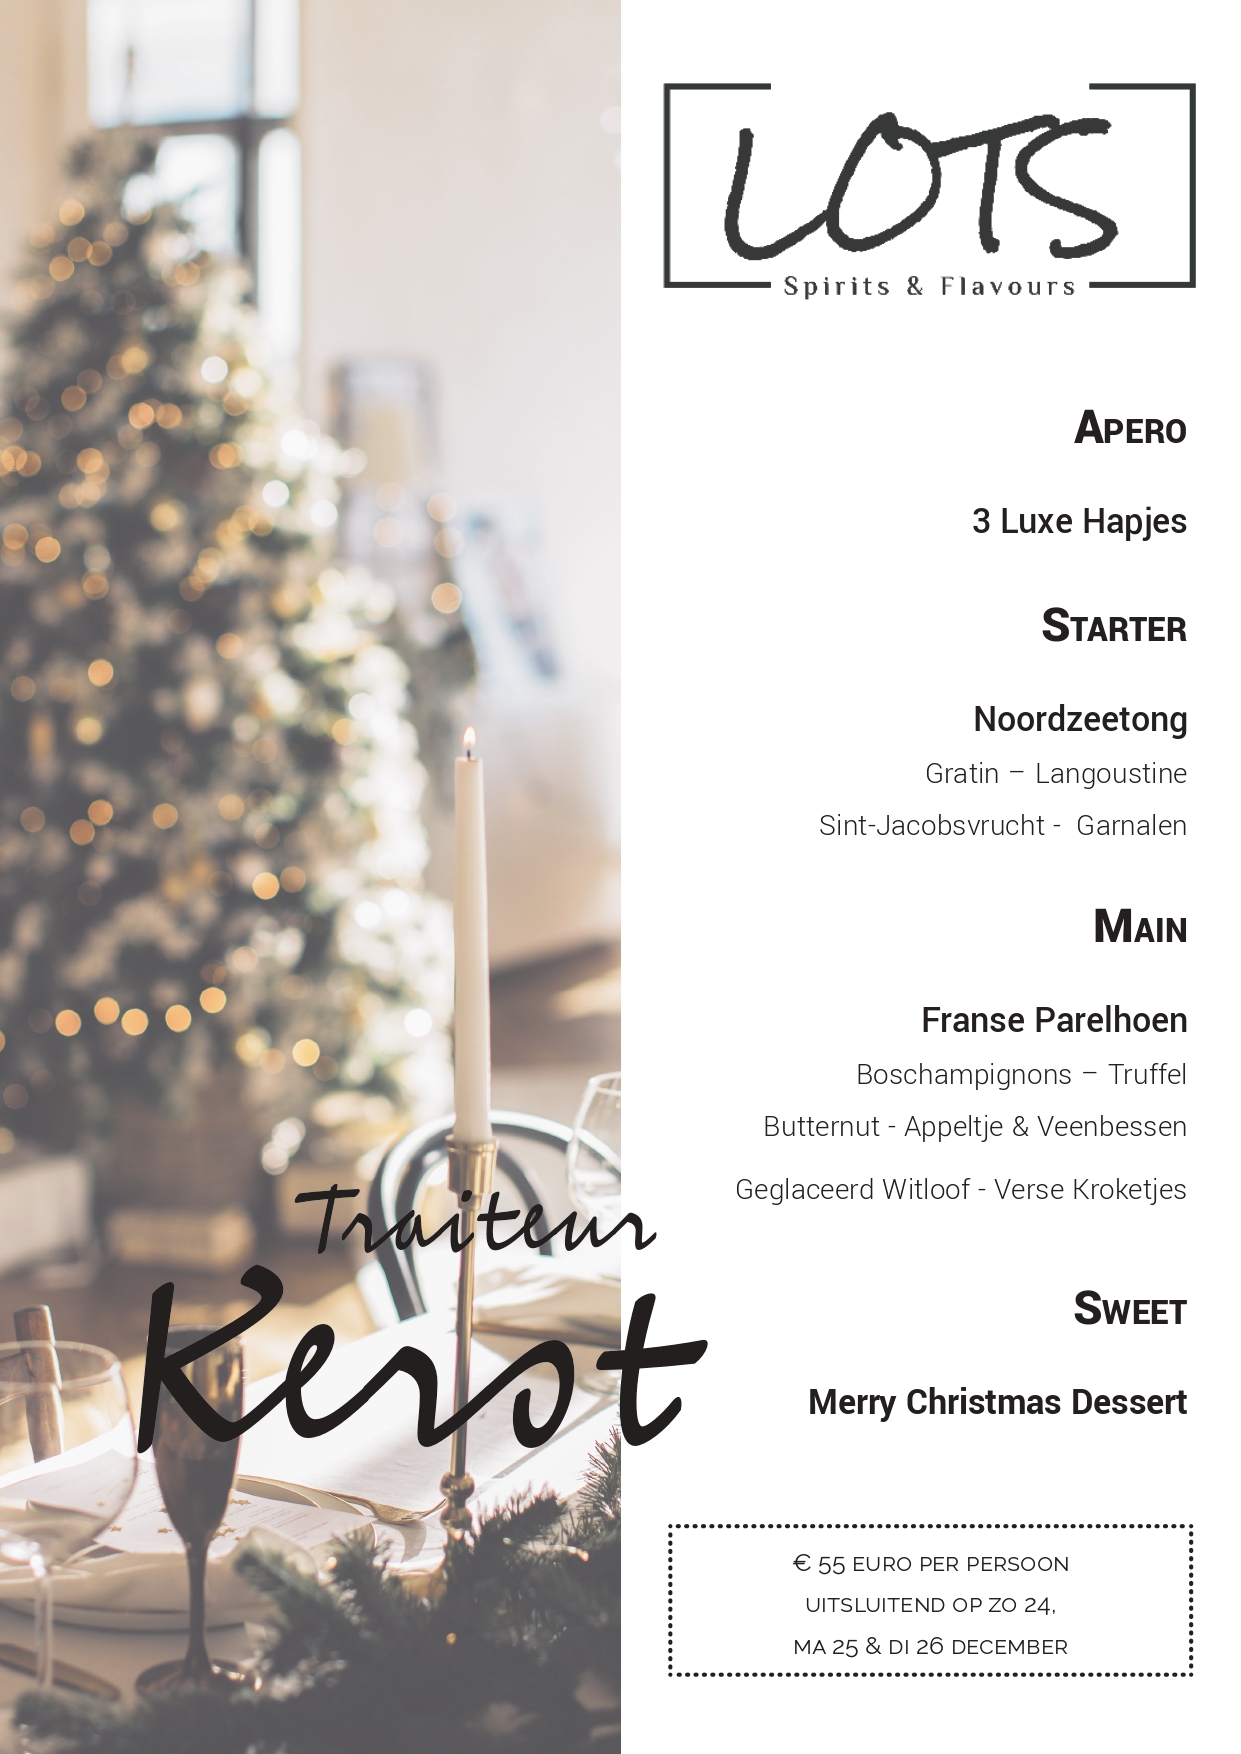 LOTS
Spirits & Flavours
APERO
3 Luxe Hapjes
STARTER
Noordzeetong
Gratin – Langoustine
Sint-Jacobsvrucht - Garnalen
MAIN
Franse Parelhoen
Boschampignons – Truffel
Butternut - Appeltje & Veenbessen
Geglaceerd Witloof - Verse Kroketjes
SWEET
Merry Christmas Dessert
Traiteur
Kerst
€ 55 EURO PER PERSOON
UITSLUITEND OP ZO 24,
MA 25 & DI 26 DECEMBER